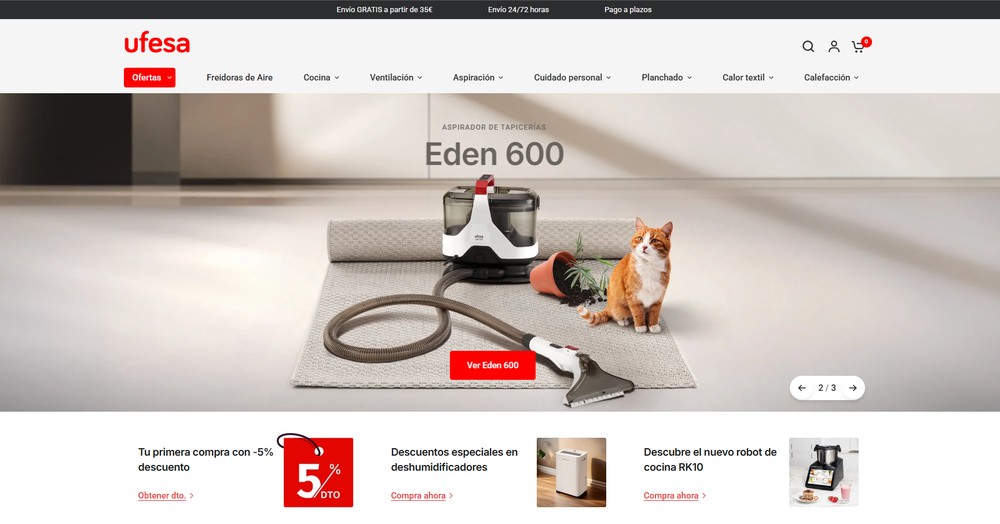 Envío GRATIS a partir de 35€
Envío 24/72 horas
Pago a plazos
ufesa
0
Ofertas
Freidoras de Aire
Cocina
Ventilación
Aspiración
Cuidado personal
Planchado
Calor textil
Calefacción
ASPIRADOR DE TAPICERÍAS
Eden 600
ufesa
Ver Eden 600
2 / 3
Tu primera compra con -5%
descuento
Obtener dto.
5%
DTO
Descuentos especiales en
deshumidificadores
Compra ahora
Descubre el nuevo robot de
cocina RK10
Compra ahora